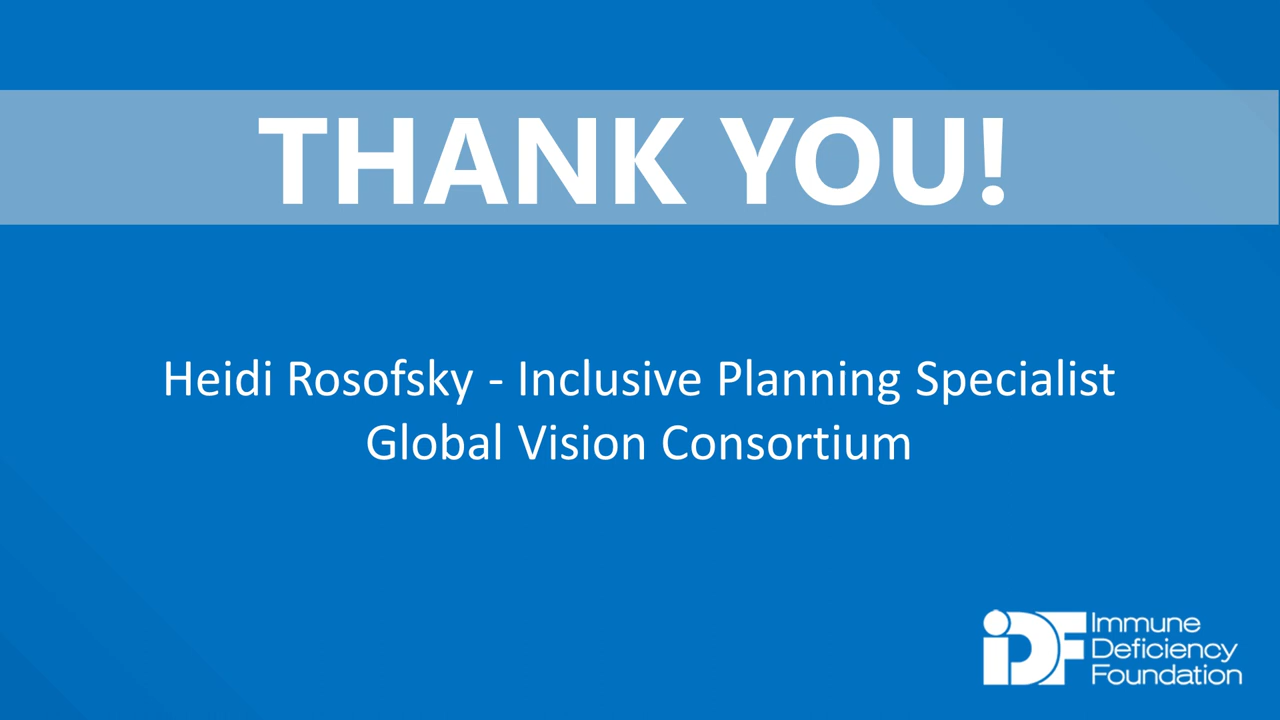 THANK YOU!
Heidi Rosofsky - Inclusive Planning Specialist
Global Vision Consortium
iDF Immune
Deficiency
Foundation